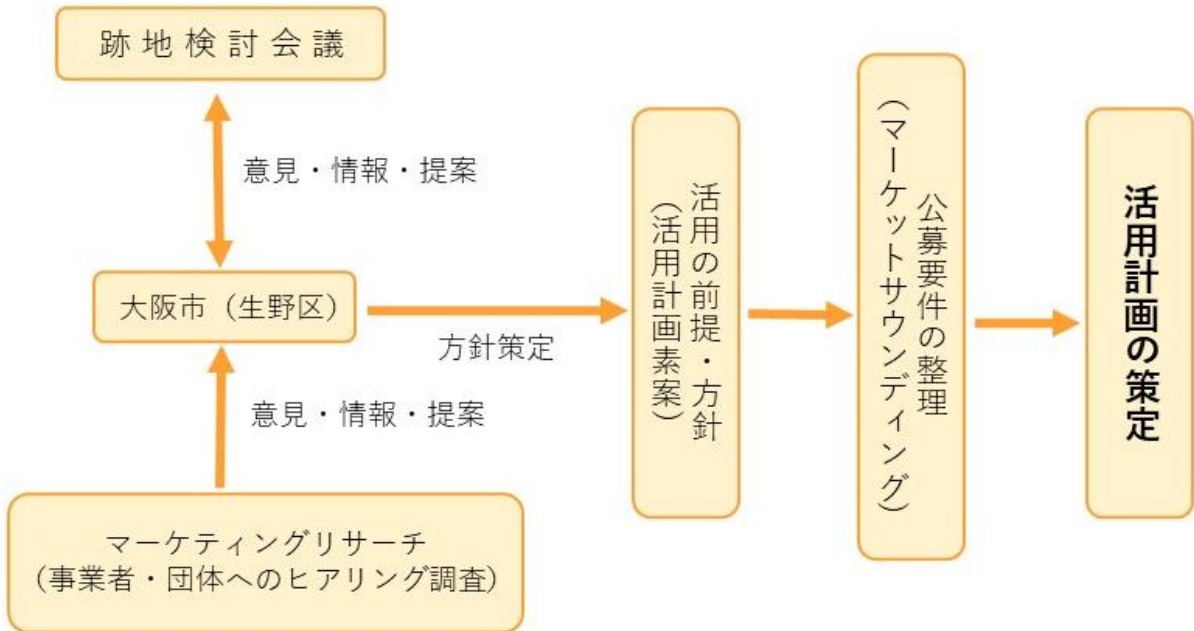 跡地検討会議
意見・情報・提案
大阪市（生野区）
方針策定
意見・情報・提案
マーケティングリサーチ
（事業者・団体へのヒアリング調査）
活用の前提・方針
（活用計画素案）
公募要件の整理
（マーケットサウンディング）
活用計画の策定